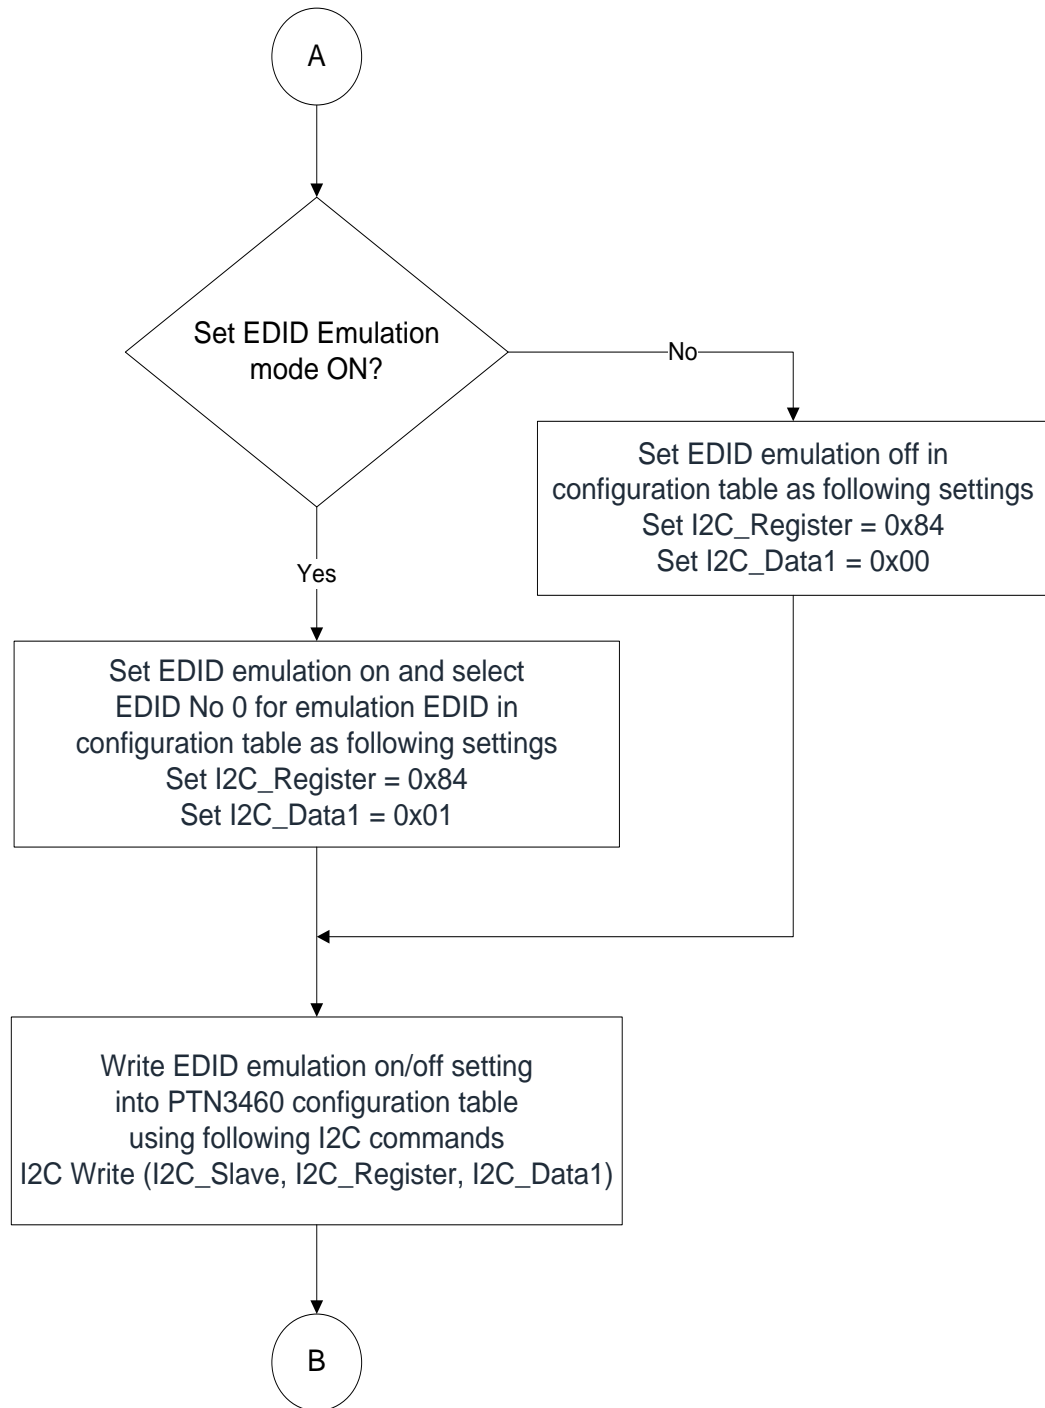 A
Set EDID Emulation
mode ON?
No
Set EDID emulation off in
configuration table as following settings
Set I2C_Register = 0x84
Set I2C_Data1 = 0x00
Yes
Set EDID emulation on and select
EDID No 0 for emulation EDID in
configuration table as following settings
Set I2C_Register = 0x84
Set I2C_Data1 = 0x01
Write EDID emulation on/off setting
into PTN3460 configuration table
using following I2C commands
I2C Write (I2C_Slave, I2C_Register, I2C_Data1)
B